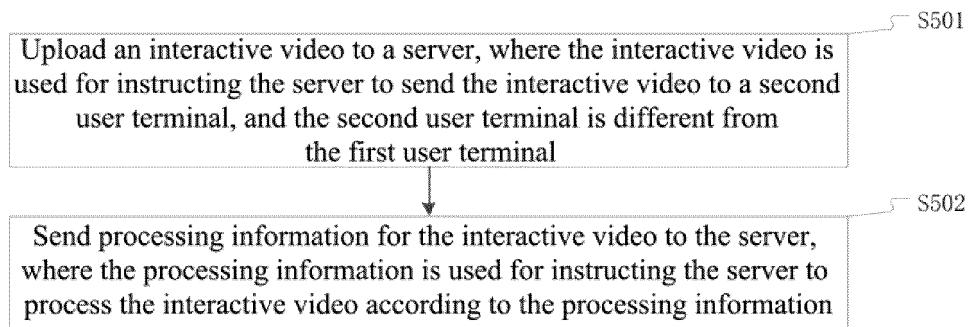 S501
Upload an interactive video to a server, where the interactive video is
used for instructing the server to send the interactive video to a second
user terminal, and the second user terminal is different from
the first user terminal
S502
Send processing information for the interactive video to the server,
where the processing information is used for instructing the server to
process the interactive video according to the processing information